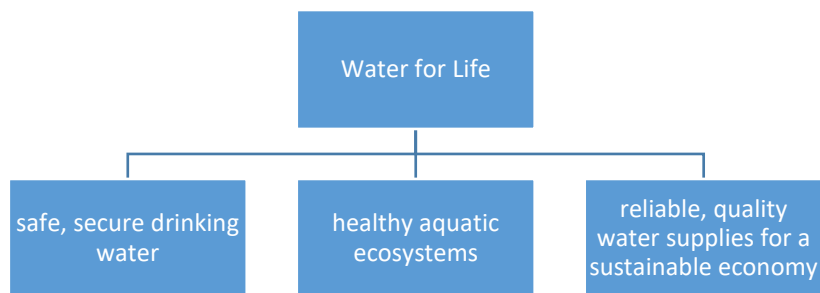 Water for Life
safe, secure drinking
water
healthy aquatic
ecosystems
reliable, quality
water supplies for a
sustainable economy